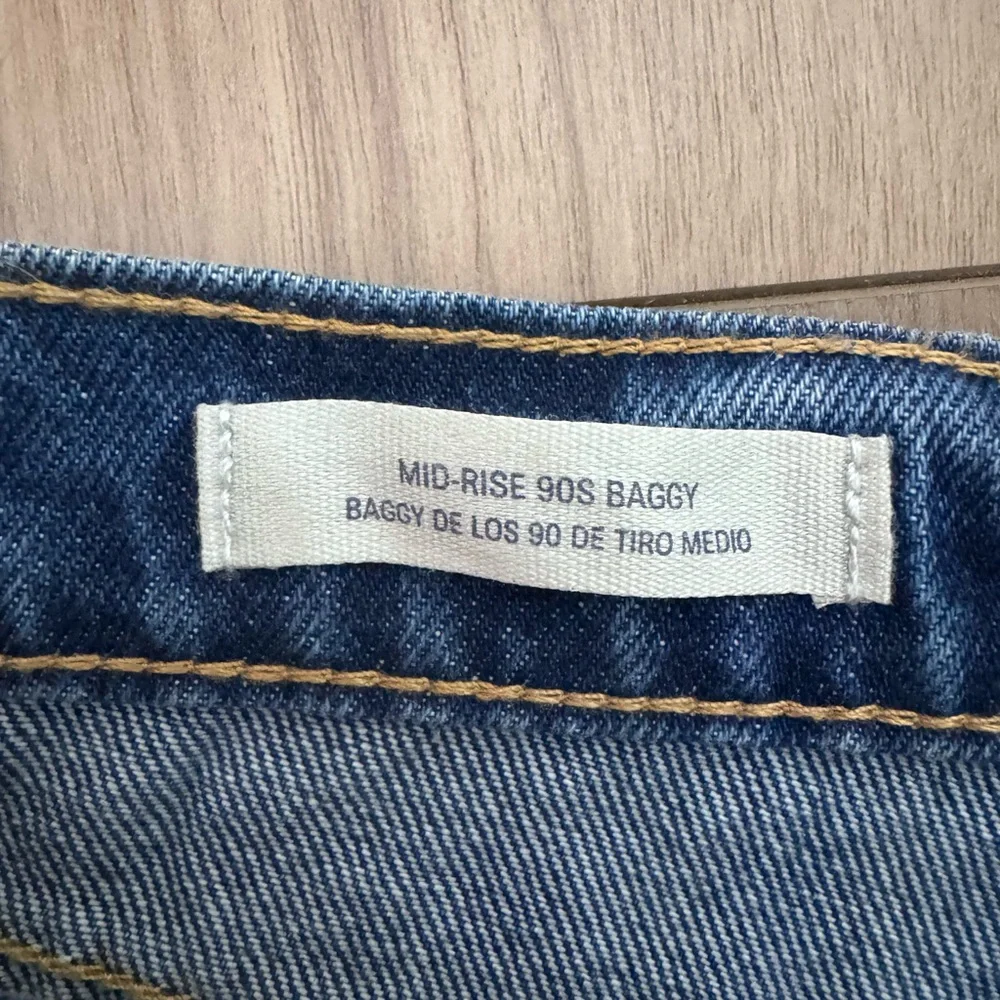 MID-RISE 90S BAGGY
BAGGY DE LOS 90 DE TIRO MEDIO